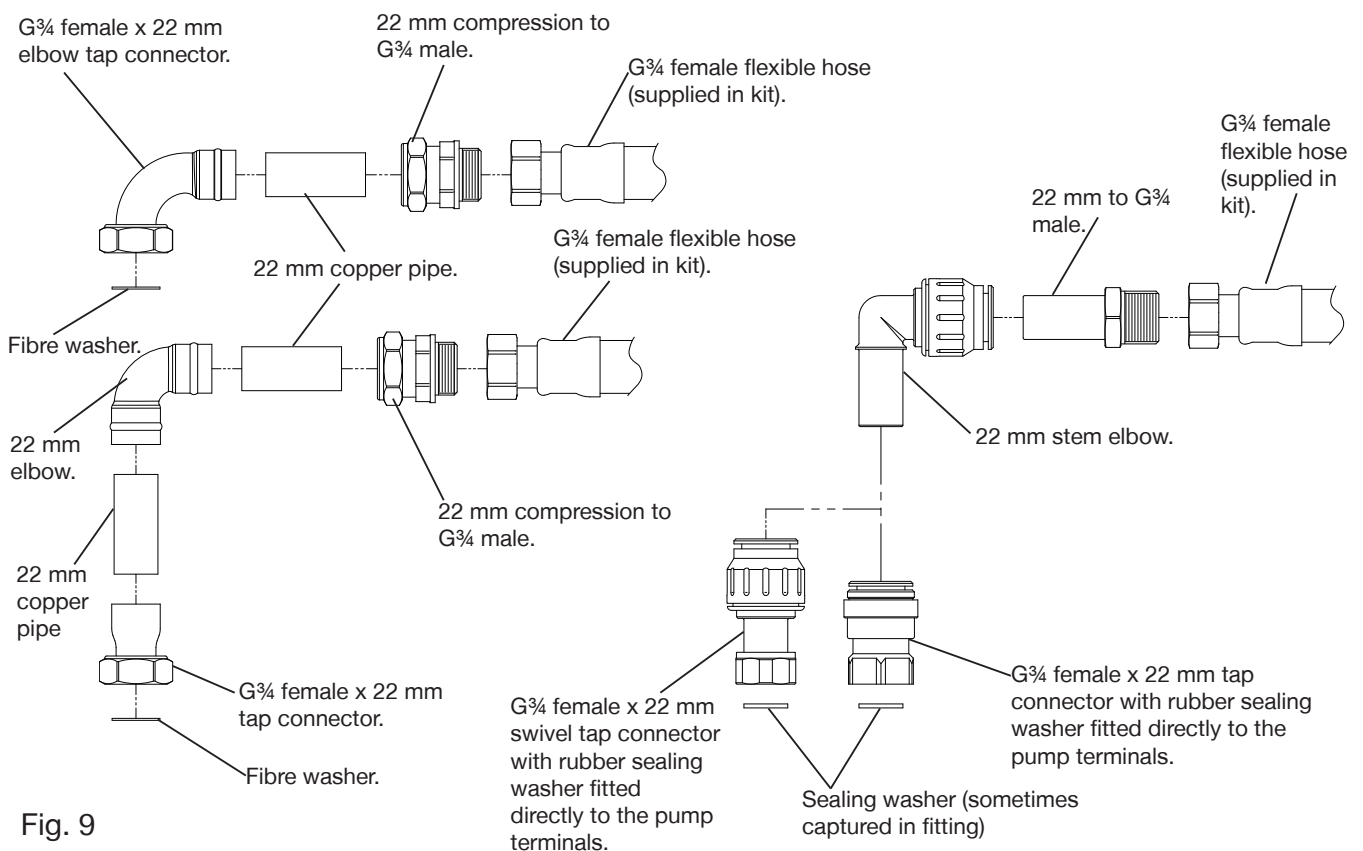 G¾ female x 22 mm
elbow tap connector.
22 mm compression to
G¾ male.
G¾ female flexible hose
(supplied in kit).
G¾ female
flexible hose
(supplied in
kit).
22 mm to G¾
male.
22 mm copper pipe.
G¾ female flexible hose
(supplied in kit).
Fibre washer.
22 mm
elbow.
22 mm stem elbow.
22 mm compression to
G¾ male.
22 mm
copper
pipe
G¾ female x 22 mm
tap connector.
Fibre washer.
G¾ female x 22 mm
swivel tap connector
with rubber sealing
washer fitted
directly to the pump
terminals.
G¾ female x 22 mm tap
connector with rubber sealing
washer fitted directly to the
pump terminals.
Sealing washer (sometimes
captured in fitting)
Fig. 9